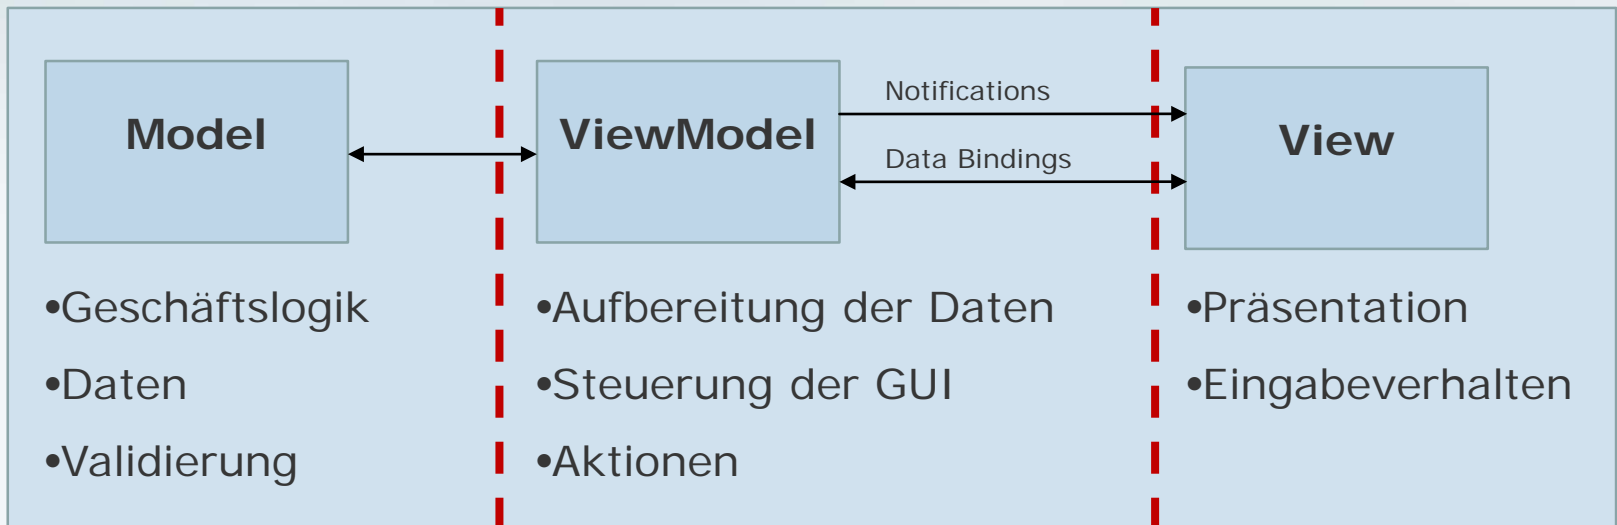 Model
ViewModel
Notifications
Data Bindings
View
•Geschäftslogik
•Daten
•Validierung
•Aufbereitung der Daten
•Steuerung der GUI
•Aktionen
•Präsentation
•Eingabeverhalten